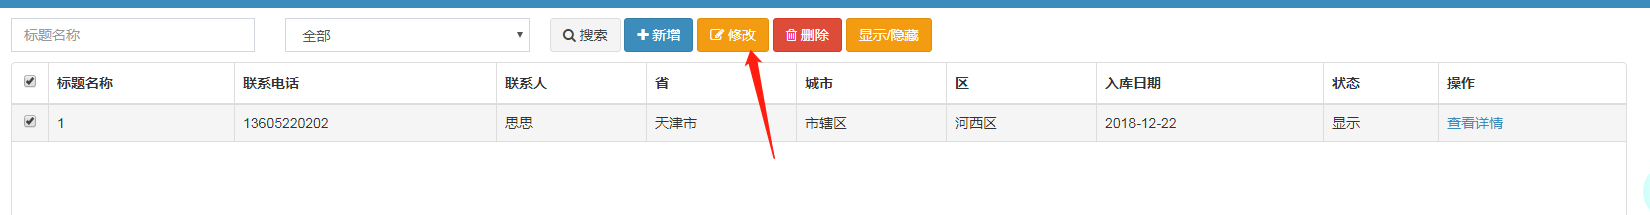 标题名称 全部 搜索 新增 修改 删除 显示/隐藏
标题名称 联系电话 联系人 省 城市 区 入库日期 状态 操作
1 13605220202 思思 天津市 市辖区 河西区 2018-12-22 显示 查看详情